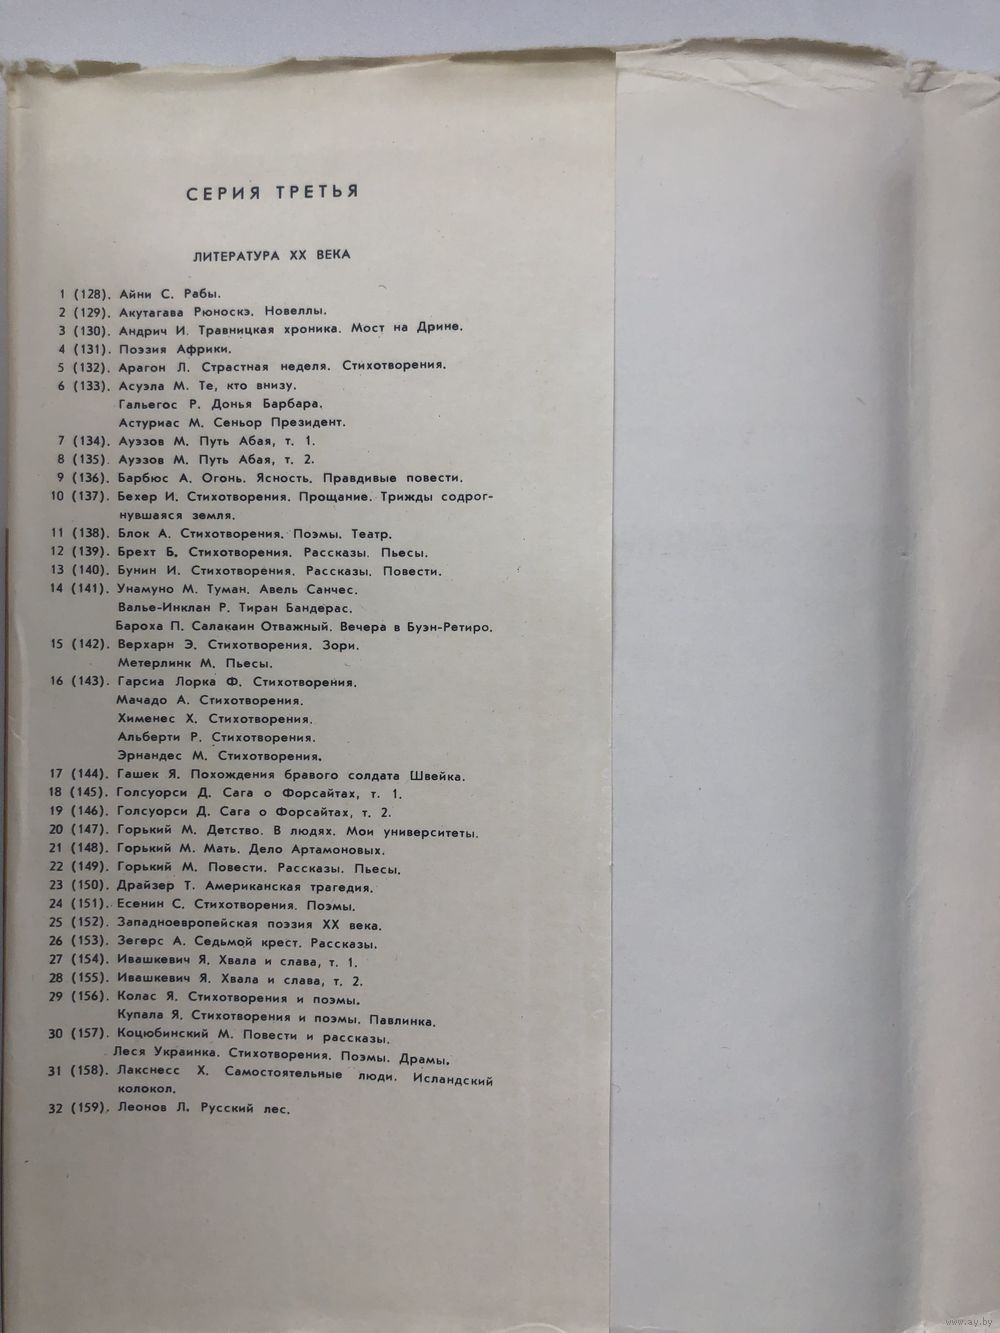 СЕРИЯ ТРЕТЬЯ
ЛИТЕРАТУРА XX ВЕКА
1 (128). Айни С. Рабы.
2 (129). Акутагава Рюноскэ. Новеллы.
3 (130). Андрич И. Травницкая хроника. Мост на Дрине.
4 (131). Поэзия Африки.
5 (132). Арагон Л. Страстная неделя. Стихотворения.
6 (133). Асуэла М. Те, кто внизу.
Гальегос Р. Донья Барбара.
Астуриас М. Сеньор Президент.
7 (134). Ауэзов М. Путь Абая, т. 1.
8 (135). Ауэзов М. Путь Абая, т. 2.
9 (136). Барбюс А. Огонь. Ясность. Правдивые повести.
10 (137). Бехер И. Стихотворения. Прощание. Трижды содрог-
нувшаяся земля.
11 (138). Блок А. Стихотворения. Поэмы. Театр.
12 (139). Брехт Б. Стихотворения. Рассказы. Пьесы.
13 (140). Бунин И. Стихотворения. Рассказы. Повести.
14 (141). Унамуно М. Туман. Авель Санчес.
Валье-Инклан Р. Тиран Бандерас.
Бароха П. Салакаин Отважный. Вечера в Буэн-Ретиро.
15 (142). Верхарн Э. Стихотворения. Зори.
Метерлинк М. Пьесы.
16 (143). Гарсиа Лорка Ф. Стихотворения.
Мачадо А. Стихотворения.
Хименес Х. Стихотворения.
Альберти Р. Стихотворения.
Эрнандес М. Стихотворения.
17 (144). Гашек Я. Похождения бравого солдата Швейка.
18 (145). Голсуорси Д. Сага о Форсайтах, т. 1.
19 (146). Голсуорси Д. Сага о Форсайтах, т. 2.
20 (147). Горький М. Детство. В людях. Мои университеты.
21 (148). Горький М. Мать. Дело Артамоновых.
22 (149). Горький М. Повести. Рассказы. Пьесы.
23 (150). Драйзер Т. Американская трагедия.
24 (151). Есенин С. Стихотворения. Поэмы.
25 (152). Западноевропейская поэзия XX века.
26 (153). Зегерс А. Седьмой крест. Рассказы.
27 (154). Ивашкевич Я. Хвала и слава, т. 1.
28 (155). Ивашкевич Я. Хвала и слава, т. 2.
29 (156). Колас Я. Стихотворения и поэмы.
Купала Я. Стихотворения и поэмы. Павлинка.
30 (157). Коцюбинский М. Повести и рассказы.
Леся Украинка. Стихотворения. Поэмы. Драмы.
31 (158). Лакснесс Х. Самостоятельные люди. Исландский
колокол.
32 (159). Леонов Л. Русский лес.
www.ay.by